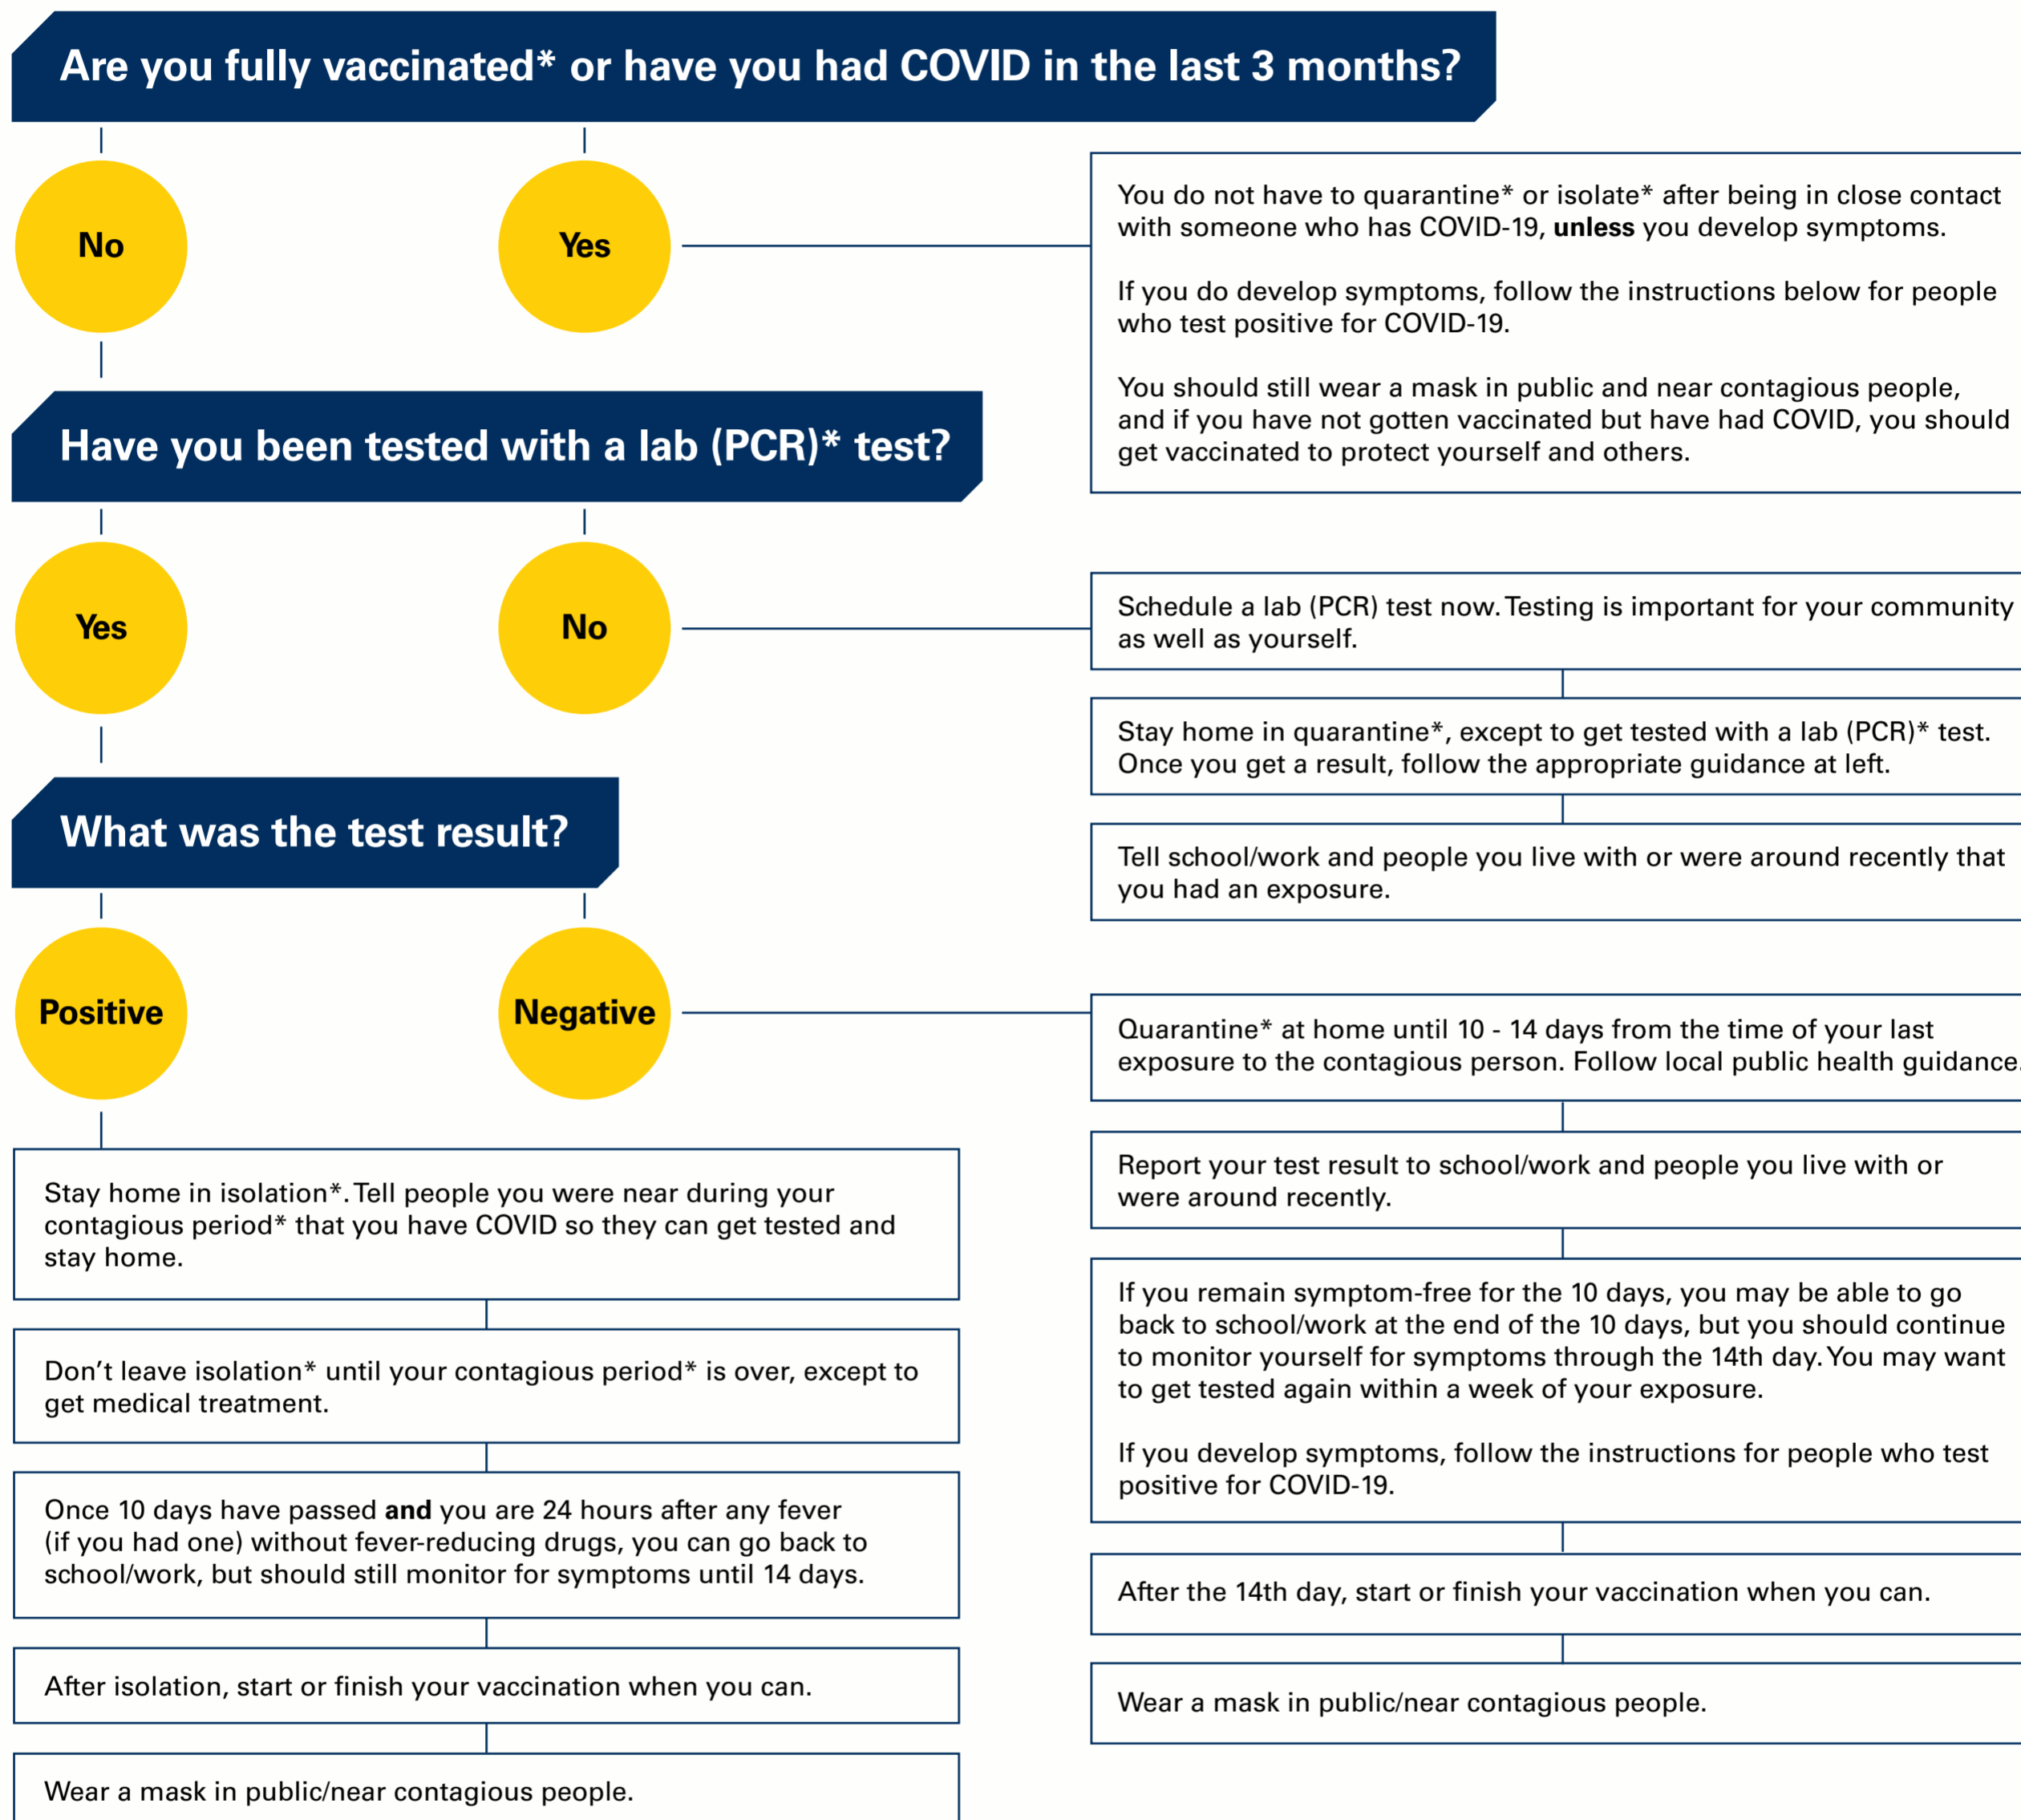 Are you fully vaccinated* or have you had COVID in the last 3 months?
No
Yes
You do not have to quarantine* or isolate* after being in close contact
with someone who has COVID-19, unless you develop symptoms.
If you do develop symptoms, follow the instructions below for people
who test positive for COVID-19.
You should still wear a mask in public and near contagious people,
and if you have not gotten vaccinated but have had COVID, you should
get vaccinated to protect yourself and others.
Have you been tested with a lab (PCR)* test?
Yes
No
Schedule a lab (PCR) test now. Testing is important for your community
as well as yourself.
Stay home in quarantine*, except to get tested with a lab (PCR)* test.
Once you get a result, follow the appropriate guidance at left.
Tell school/work and people you live with or were around recently that
you had an exposure.
What was the test result?
Positive
Negative
Stay home in isolation*. Tell people you were near during your
contagious period* that you have COVID so they can get tested and
stay home.
Don't leave isolation* until your contagious period* is over, except to
get medical treatment.
Once 10 days have passed and you are 24 hours after any fever
(if you had one) without fever-reducing drugs, you can go back to
school/work, but should still monitor for symptoms until 14 days.
After isolation, start or finish your vaccination when you can.
Wear a mask in public/near contagious people.
Quarantine* at home until 10 - 14 days from the time of your last
exposure to the contagious person. Follow local public health guidance.
Report your test result to school/work and people you live with or
were around recently.
If you remain symptom-free for the 10 days, you may be able to go
back to school/work at the end of the 10 days, but you should continue
to monitor yourself for symptoms through the 14th day. You may want
to get tested again within a week of your exposure.
If you develop symptoms, follow the instructions for people who test
positive for COVID-19.
After the 14th day, start or finish your vaccination when you can.
Wear a mask in public/near contagious people.